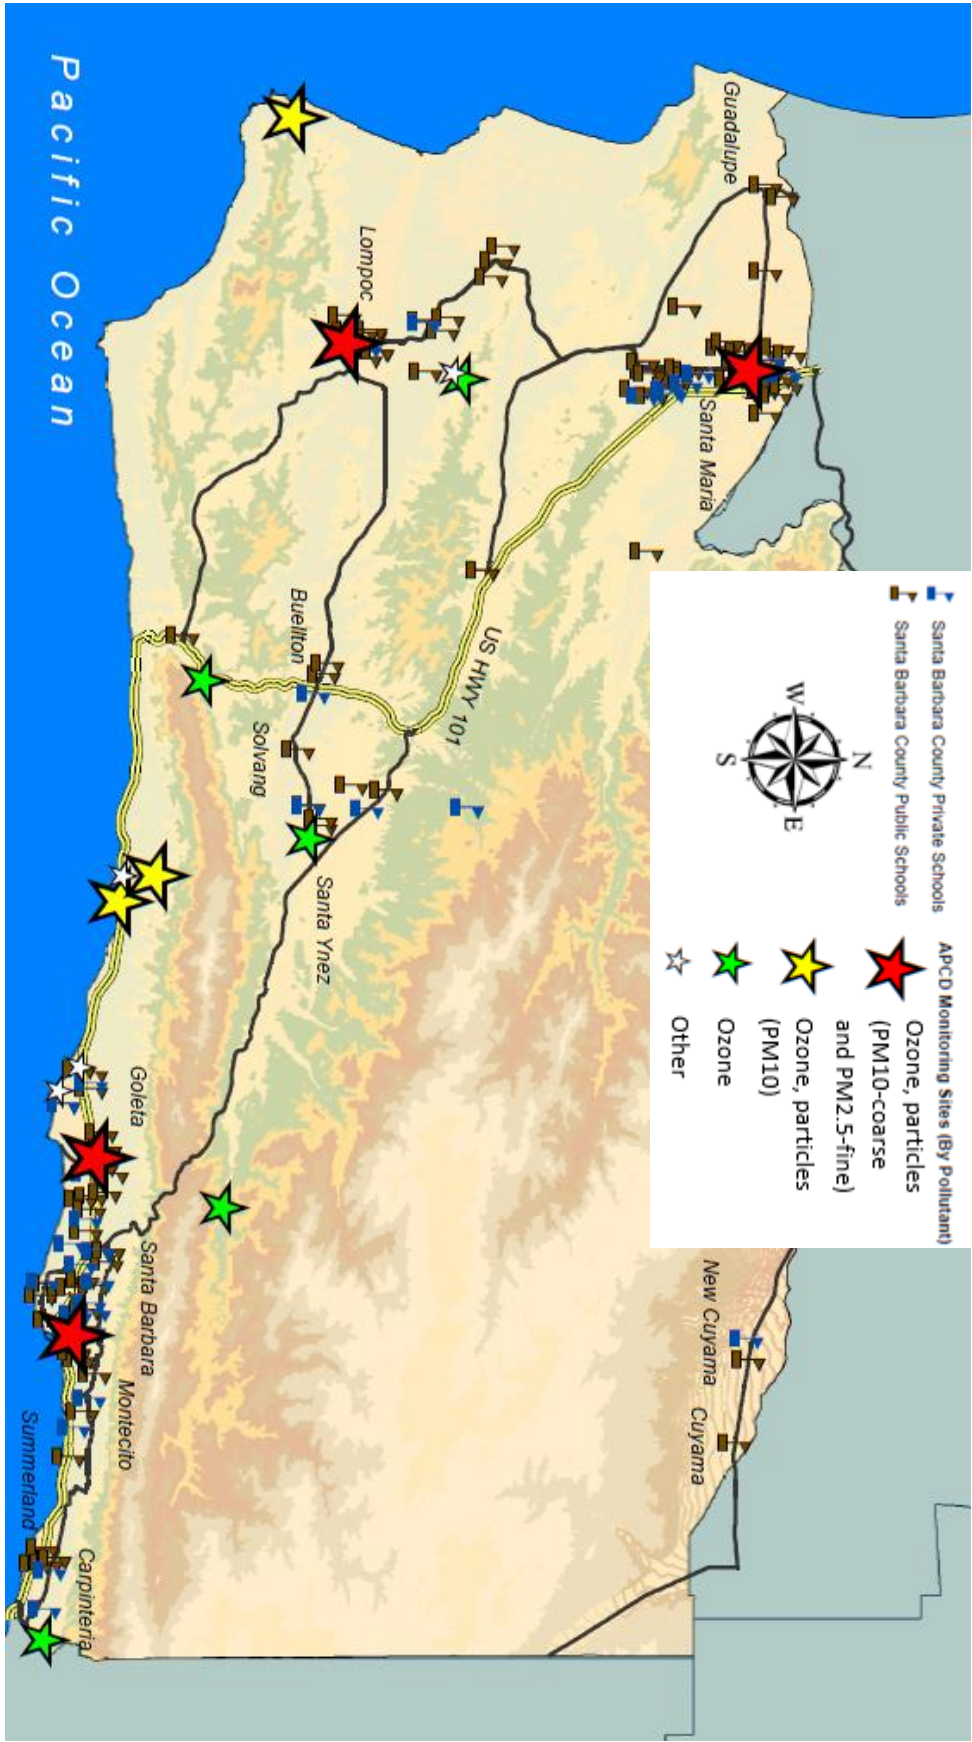 Pacific Ocean
Guadalupe
Santa Maria
Lompoc
US HWY 101
Buellton
Solvang
Santa Ynez
Goleta
Santa Barbara
Montecito
Summerland
Carpinteria
New Cuyama
Cuyama
Santa Barbara County Private Schools
Santa Barbara County Public Schools
N
W
E
S
APCD Monitoring Sites (By Pollutant)
Ozone, particles
(PM10-coarse
and PM2.5-fine)
Ozone, particles
(PM10)
Ozone
Other